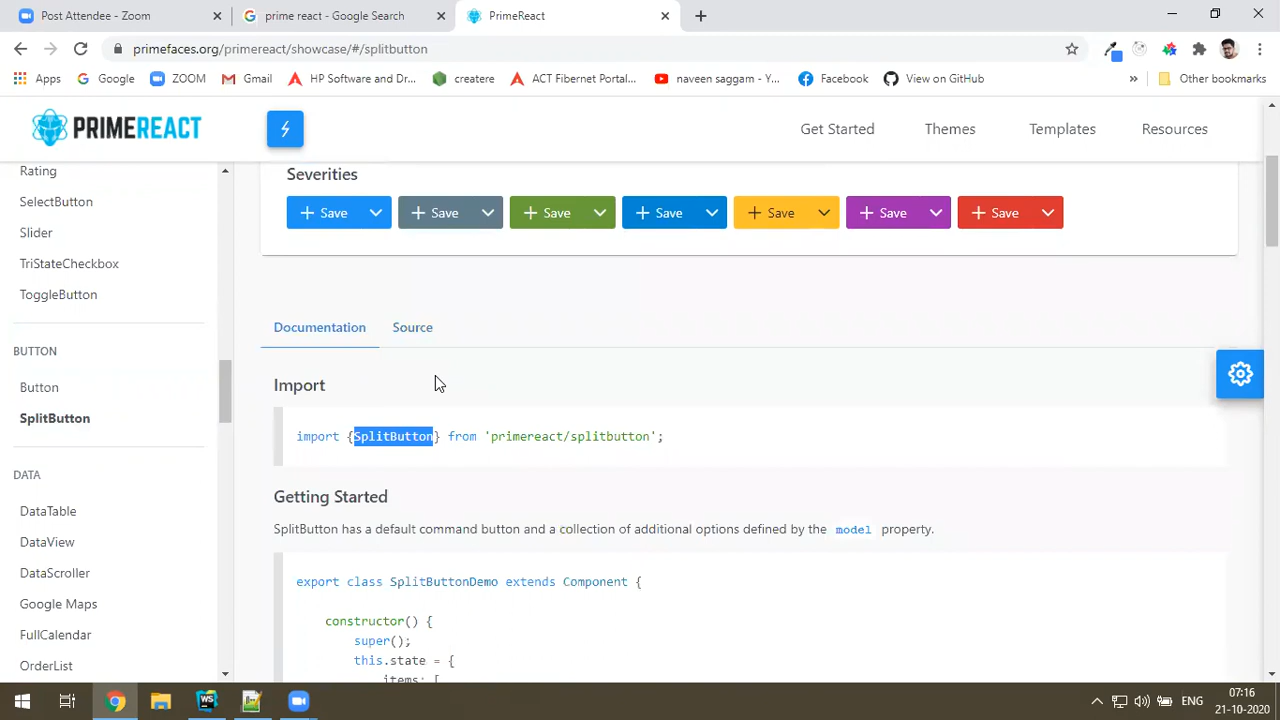 Post Attendee - Zoom
prime react - Google Search
PrimeReact
primefaces.org/primereact/showcase/#/splitbutton
Apps
Google
ZOOM
Gmail
HP Software and Dr...
createre
ACT Fibernet Portal...
naveen saggam - Y...
Facebook
View on GitHub
»
Other bookmarks
PRIMEREACT
Get Started
Themes
Templates
Resources
Rating
SelectButton
Slider
TriStateCheckbox
ToggleButton
BUTTON
Button
SplitButton
DATA
DataTable
DataView
DataScroller
Google Maps
FullCalendar
OrderList
Severities
+ Save
+ Save
+ Save
+ Save
+ Save
+ Save
+ Save
Documentation
Source
Import
import {SplitButton} from 'primereact/splitbutton';
Getting Started
SplitButton has a default command button and a collection of additional options defined by the model property.
export class SplitButtonDemo extends Component {
constructor() {
super();
this.state = {
items: [
WS
ENG
07:16
21-10-2020